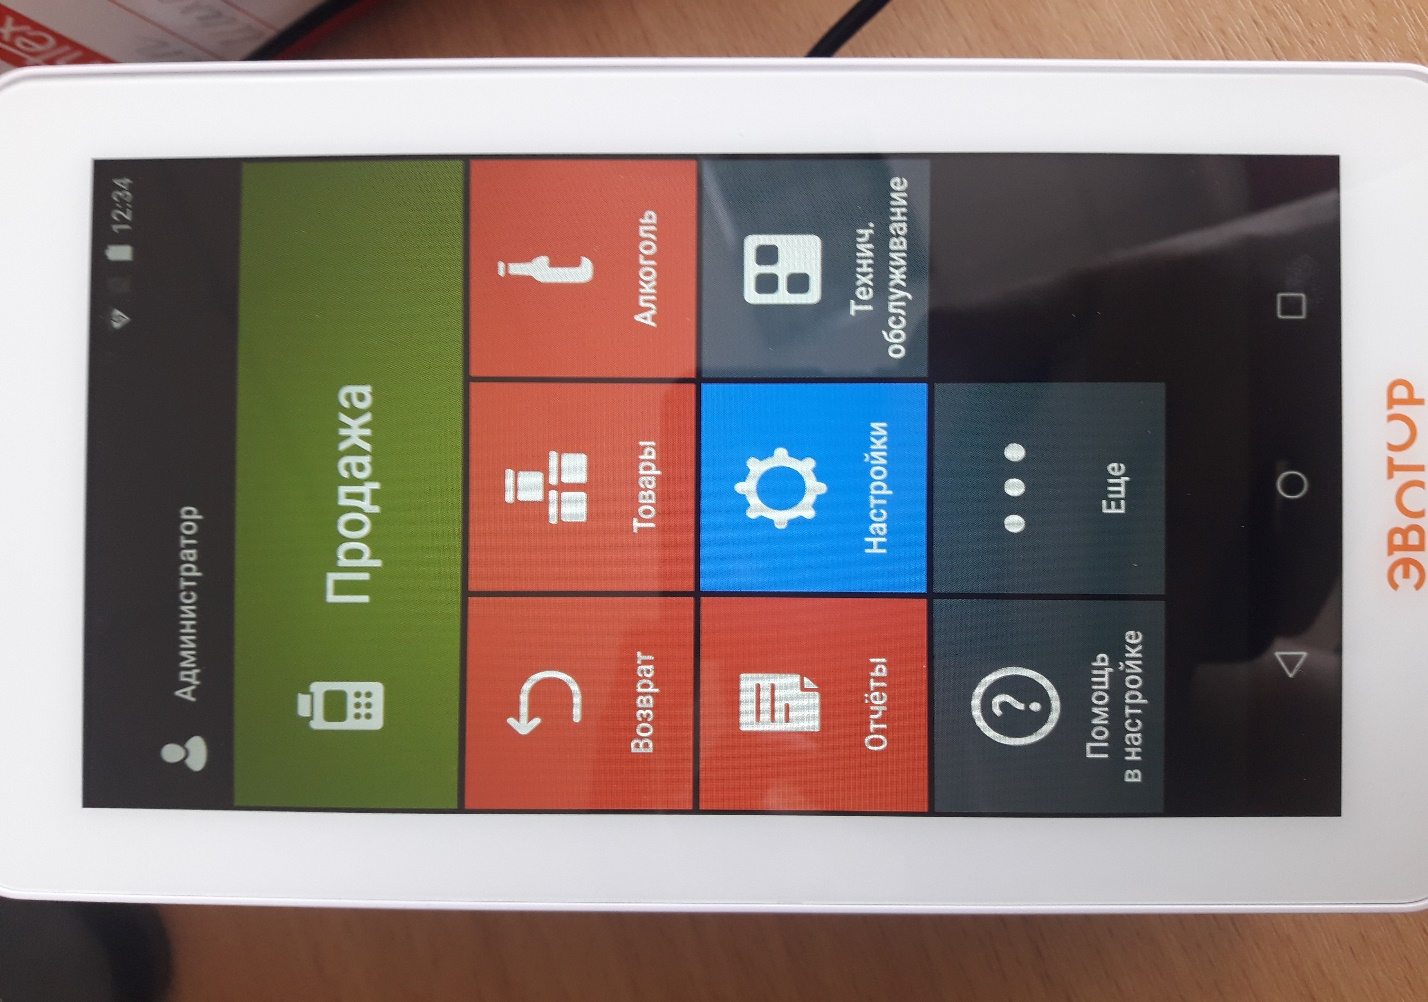 12:34
Администратор
Продажа
Возврат
Товары
Алкоголь
Отчёты
Настройки
Технич.
обслуживание
Помощь
в настройке
Еще
ЭВОТОР